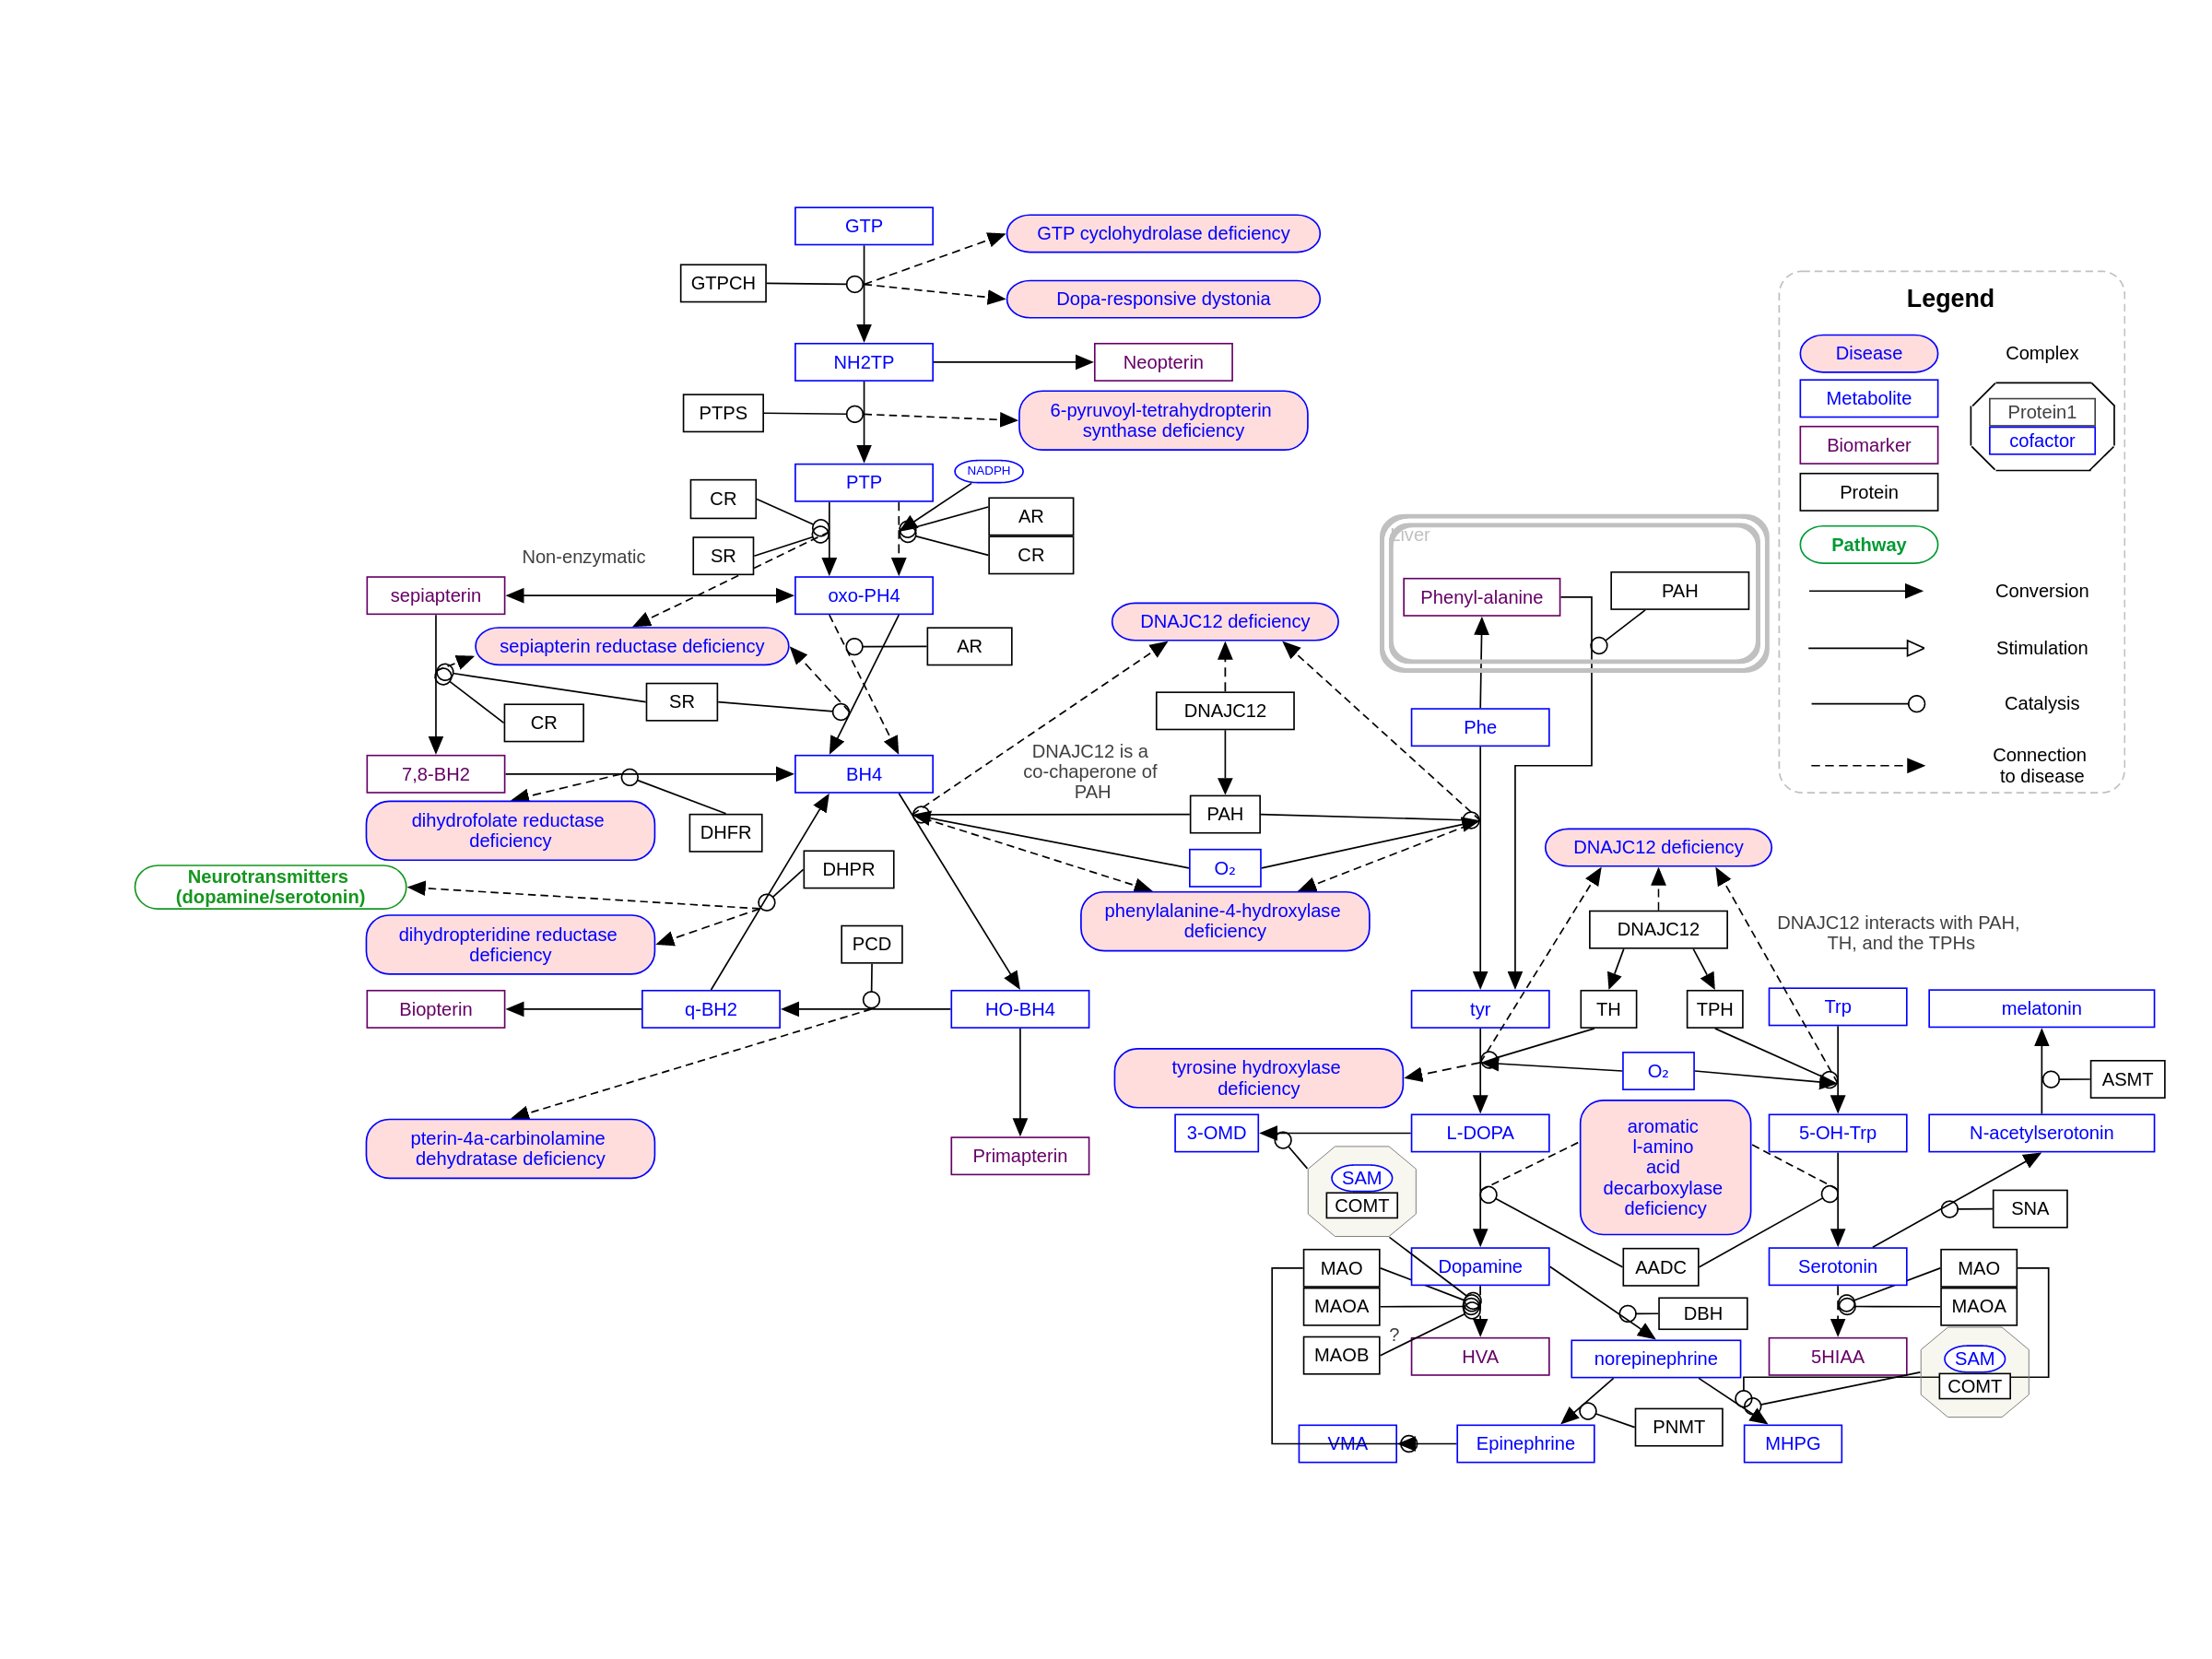 GTP
GTP cyclohydrolase deficiency
GTPCH
Dopa-responsive dystonia
NH2TP
Neopterin
PTPS
6-pyruvoyl-tetrahydropterin
synthase deficiency
PTP
NADPH
CR
AR
SR
CR
Non-enzymatic
sepiapterin
oxo-PH4
sepiapterin reductase deficiency
AR
SR
CR
7,8-BH2
BH4
dihydrofolate reductase
deficiency
DHFR
DHPR
Neurotransmitters
(dopamine/serotonin)
dihydropteridine reductase
deficiency
PCD
Biopterin
q-BH2
HO-BH4
pterin-4a-carbinolamine
dehydratase deficiency
Primapterin
DNAJC12 deficiency
DNAJC12
DNAJC12 is a
co-chaperone of
PAH
PAH
O₂
phenylalanine-4-hydroxylase
deficiency
Liver
Phenyl-alanine
PAH
Phe
DNAJC12 deficiency
DNAJC12
DNAJC12 interacts with PAH,
TH, and the TPHs
tyr
TH
TPH
Trp
melatonin
tyrosine hydroxylase
deficiency
O₂
ASMT
3-OMD
L-DOPA
aromatic
l-amino
acid
decarboxylase
deficiency
5-OH-Trp
N-acetylserotonin
SAM
COMT
SNA
MAO
Dopamine
AADC
Serotonin
MAO
MAOA
DBH
MAOA
?
MAOB
HVA
norepinephrine
5HIAA
SAM
COMT
PNMT
VMA
Epinephrine
MHPG
Legend
Disease
Complex
Metabolite
Protein1
Biomarker
cofactor
Protein
Pathway
Conversion
Stimulation
Catalysis
Connection
to disease